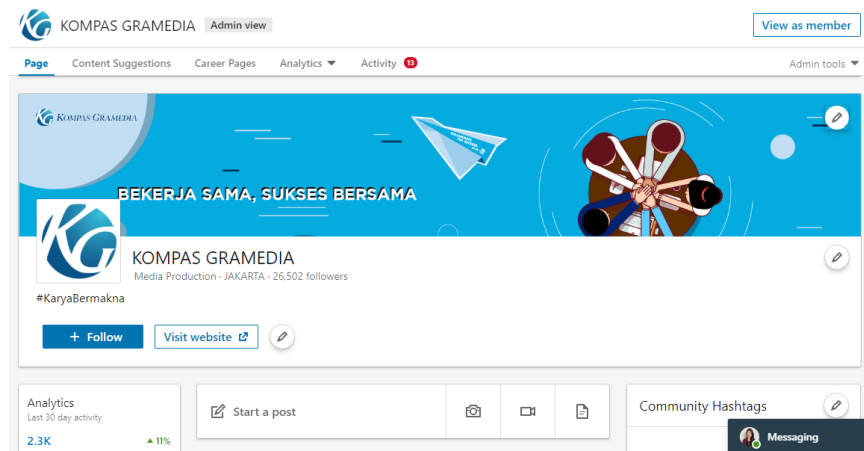 KOMPAS GRAMEDIA Admin view
View as member
Page Content Suggestions Career Pages Analytics Activity 13 Admin tools
KG KOMPAS GRAMEDIA
BEKERJA SAMA, SUKSES BERSAMA
KG
KOMPAS GRAMEDIA
Media Production · JAKARTA · 26,502 followers
#KaryaBermakna
+ Follow Visit website
Analytics
Last 30 day activity
2.3K ▲ 11%
Start a post
Community Hashtags
Messaging